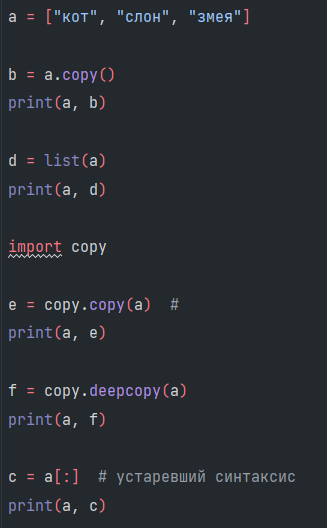 a = ["кот", "слон", "змея"]
b = a.copy()
print(a, b)
d = list(a)
print(a, d)
import copy
e = copy.copy(a)  #
print(a, e)
f = copy.deepcopy(a)
print(a, f)
c = a[:]  # устаревший синтаксис
print(a, c)